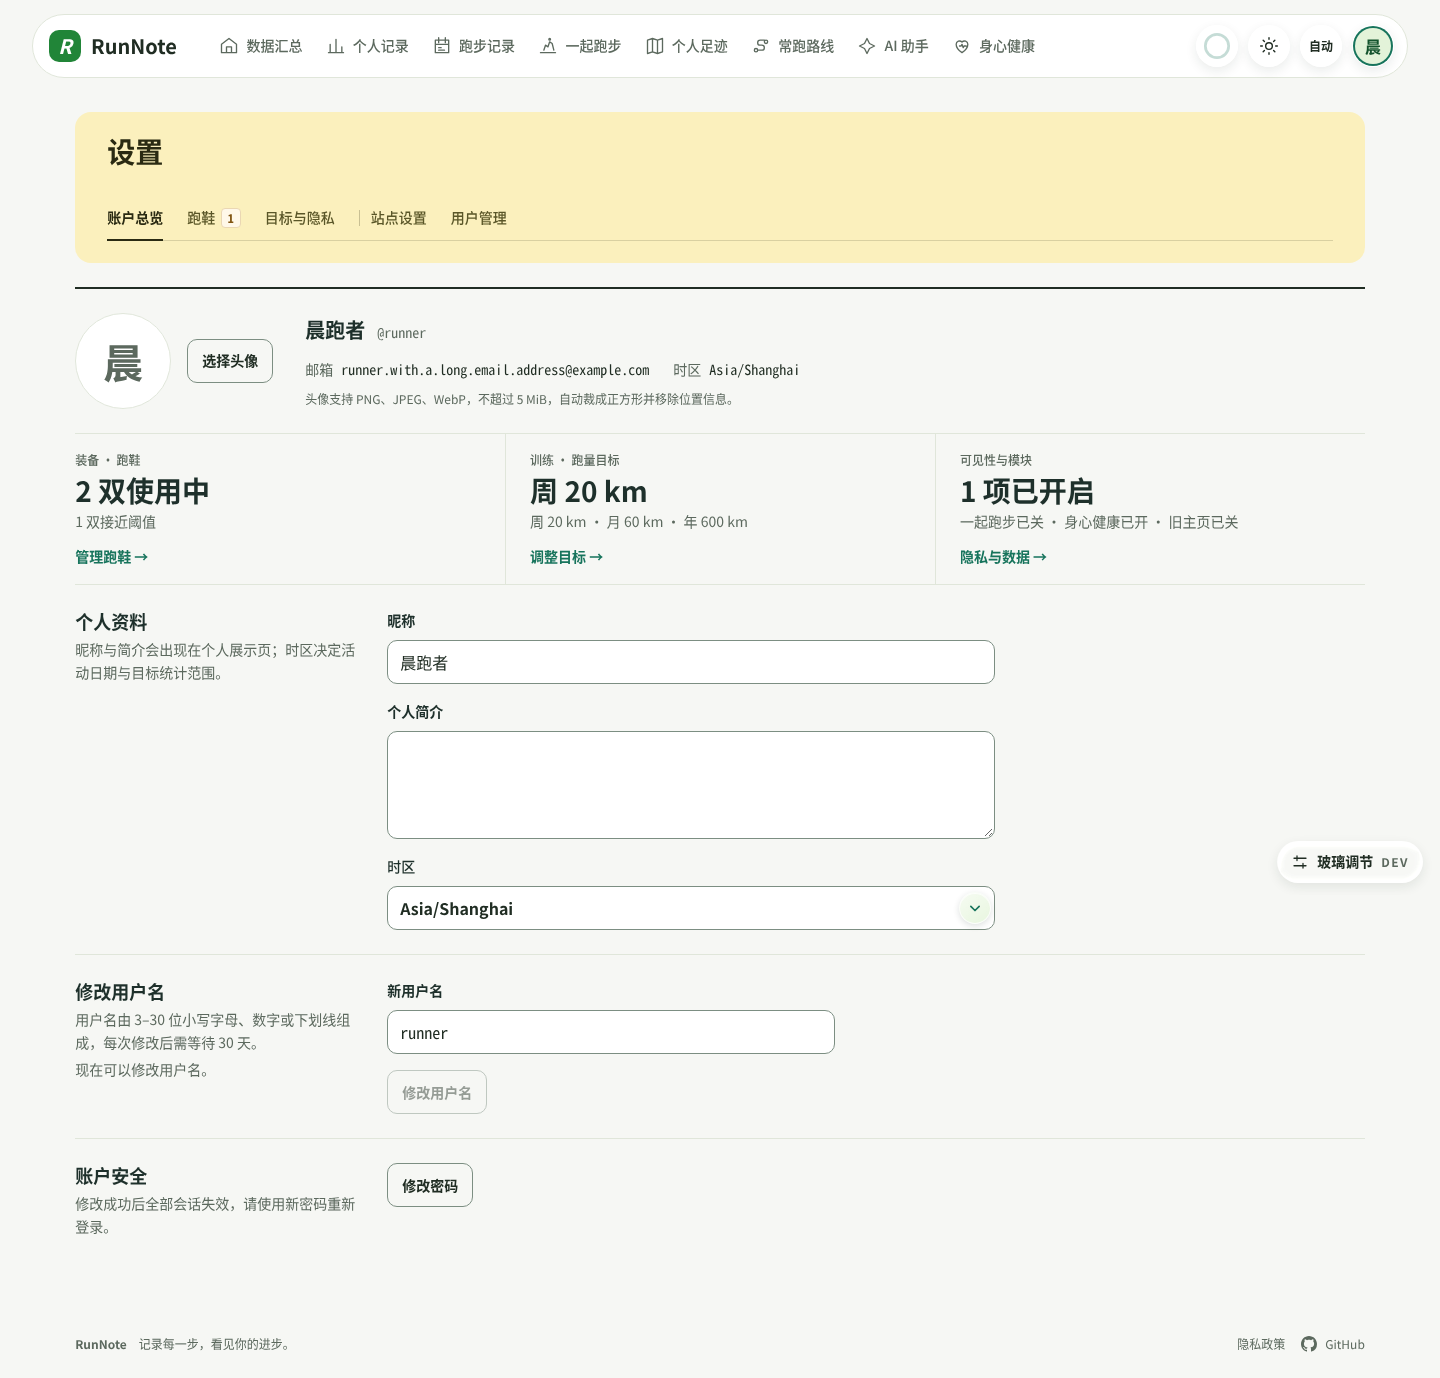 R RunNote 数据汇总 个人记录 跑步记录 一起跑步 个人足迹 常跑路线 AI 助手 身心健康 自动 晨
设置
账户总览 跑鞋 1 目标与隐私 站点设置 用户管理
晨
选择头像
晨跑者 @runner
邮箱 runner.with.a.long.email.address@example.com 时区 Asia/Shanghai
头像支持 PNG、JPEG、WebP，不超过 5 MiB，自动裁成正方形并移除位置信息。
装备 · 跑鞋
2 双使用中
1 双接近阈值
管理跑鞋 →
训练 · 跑量目标
周 20 km
周 20 km · 月 60 km · 年 600 km
调整目标 →
可见性与模块
1 项已开启
一起跑步已关 · 身心健康已开 · 旧主页已关
隐私与数据 →
个人资料
昵称与简介会出现在个人展示页；时区决定活
动日期与目标统计范围。
昵称
晨跑者
个人简介
时区
Asia/Shanghai
玻璃调节 DEV
修改用户名
用户名由 3–30 位小写字母、数字或下划线组
成，每次修改后需等待 30 天。
现在可以修改用户名。
新用户名
runner
修改用户名
账户安全
修改成功后全部会话失效，请使用新密码重新
登录。
修改密码
RunNote 记录每一步，看见你的进步。 隐私政策 GitHub